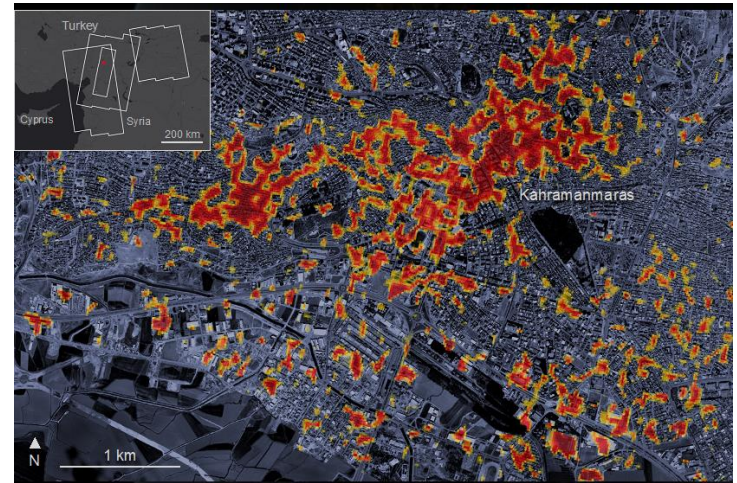 Turkey
Cyprus
Syria
200 km
Kahramanmaras
N
1 km